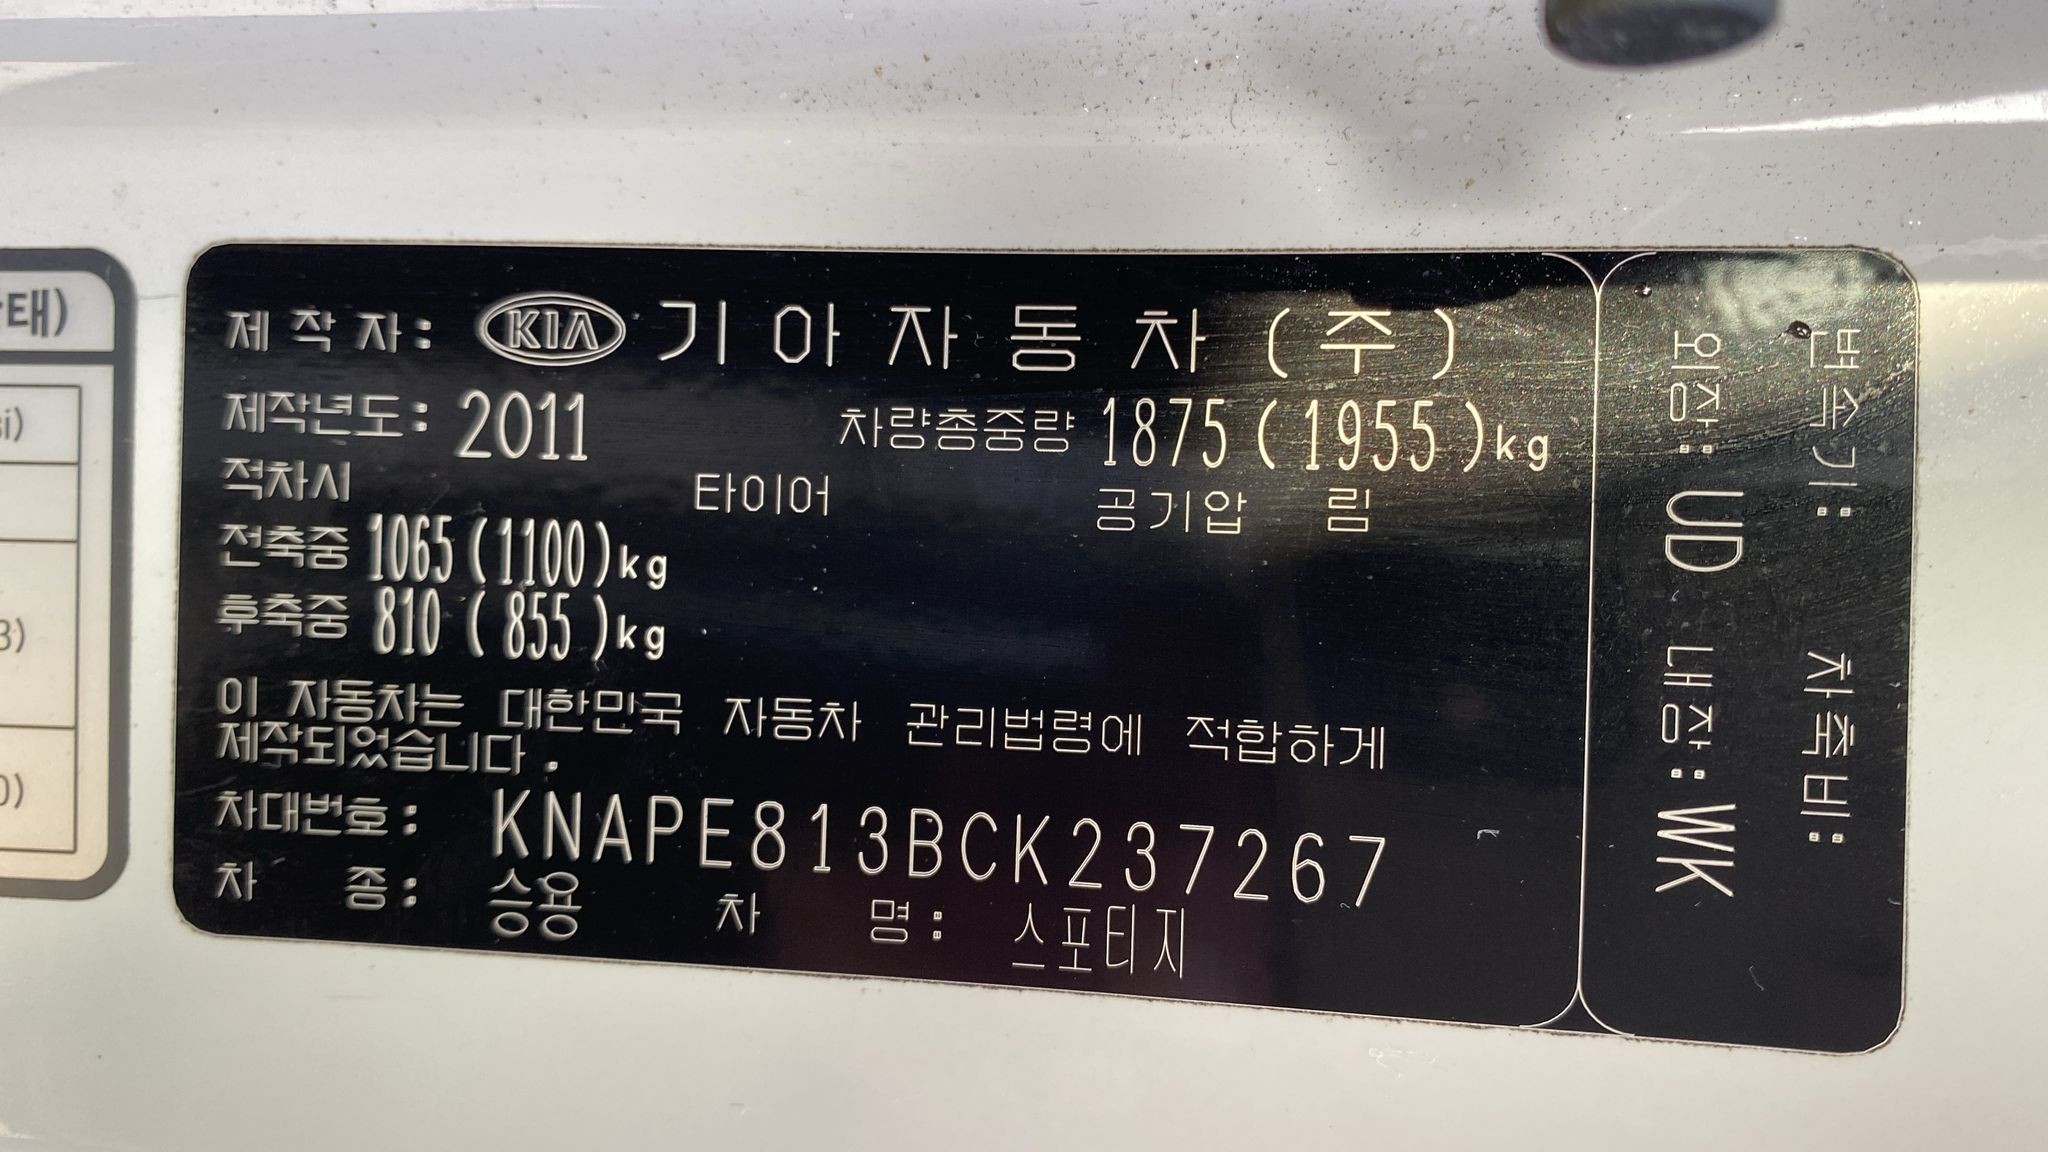 제 작 자: KIA 기 아 자 동 차 (주)
제작년도: 2011 차량총중량 1875 (1955)kg
적차시 타이어 공기압 림
전축중 1065(1100)kg
후축중 810 (855)kg
이 자동차는 대한민국 자동차 관리법령에 적합하게
제작되었습니다.
차대번호: KNAPE813BCK237267
차 종: 승용 차 명: 스포티지
변속기: 차축비:
외장: UD 내장: WK
태)
i)
3)
0)